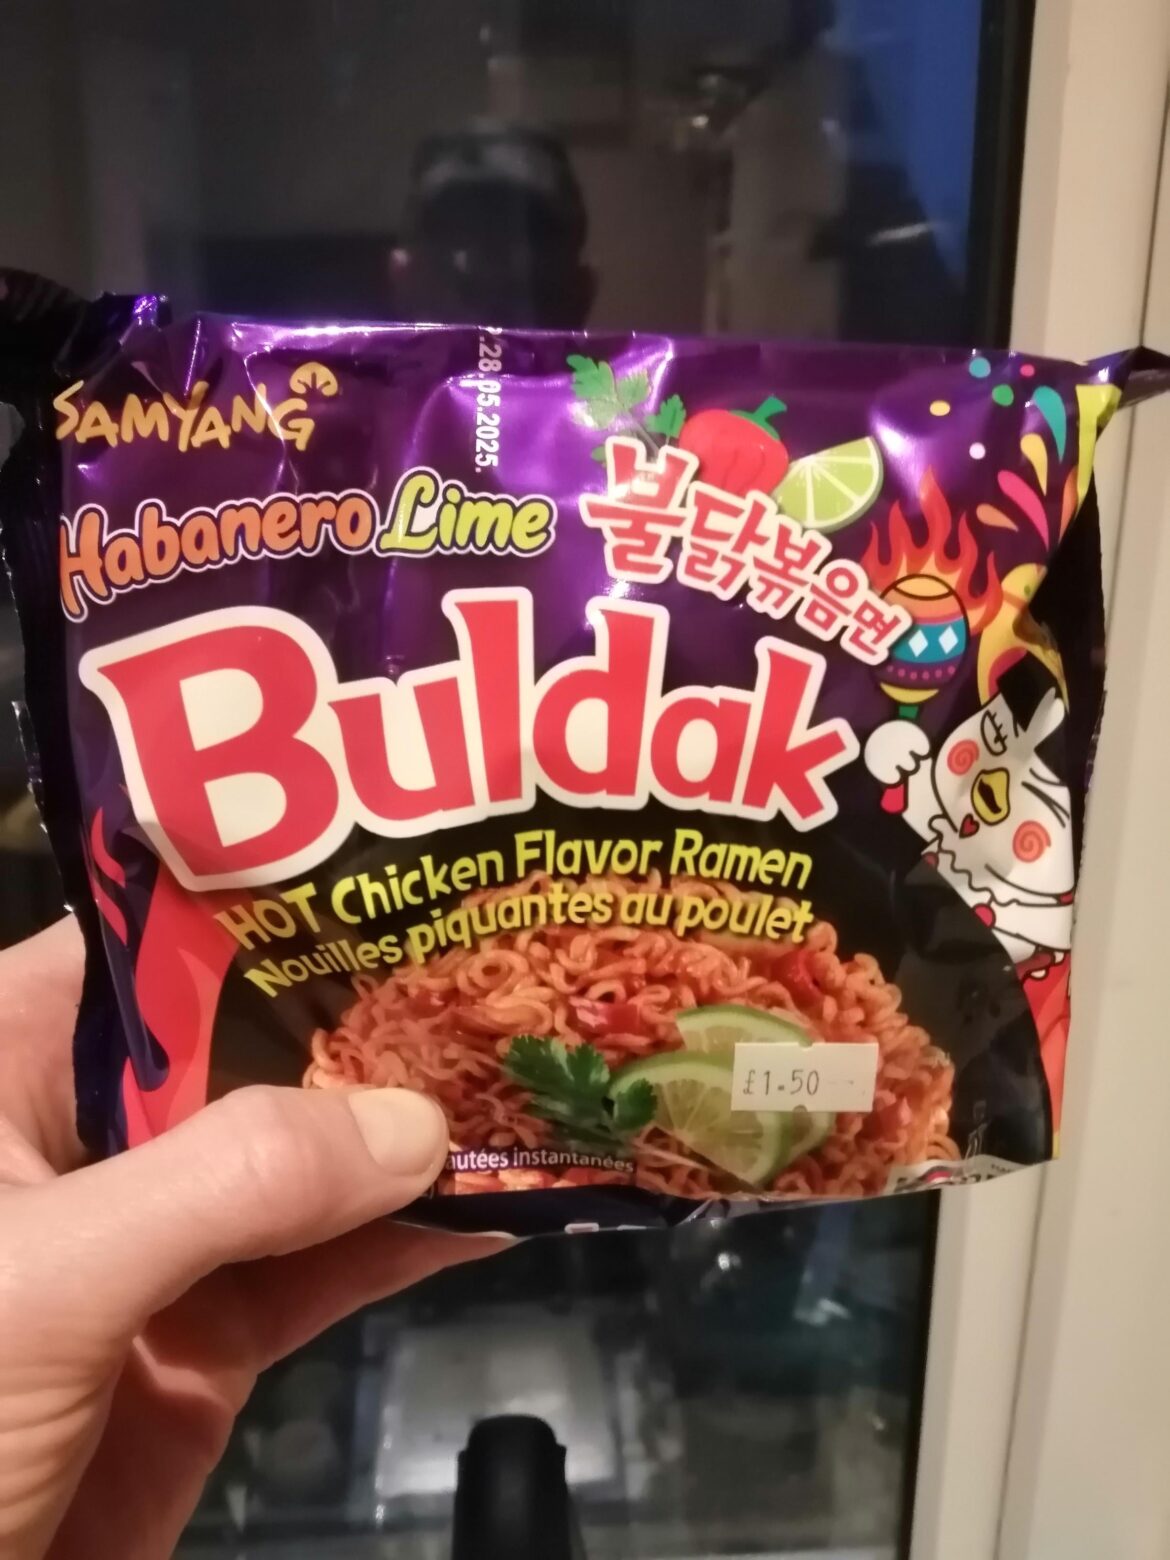 SAMYANG
28.05.2025.
Habanero Lime
불닭볶음면
Buldak
HOT Chicken Flavor Ramen
Nouilles piquantes au poulet
£1.50
instantanées